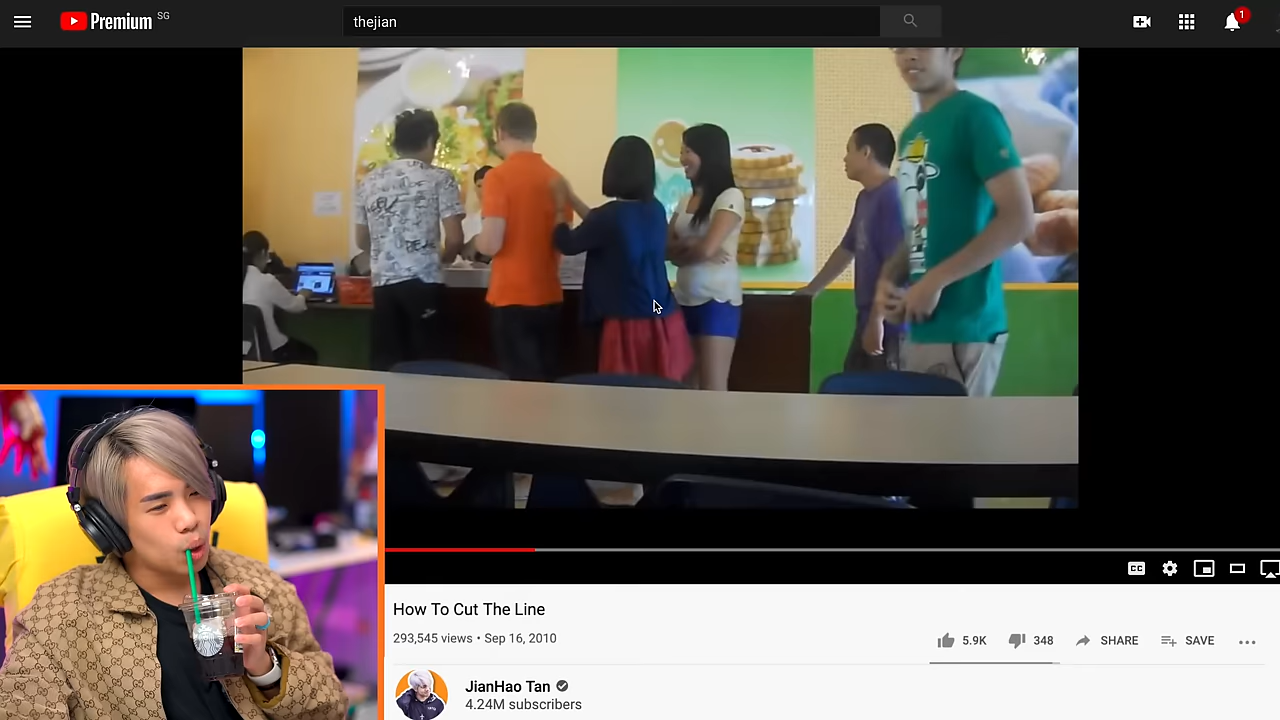 Premium SG
thejian
1
How To Cut The Line
293,545 views • Sep 16, 2010
5.9K
348
SHARE
SAVE
JianHao Tan
4.24M subscribers
CC